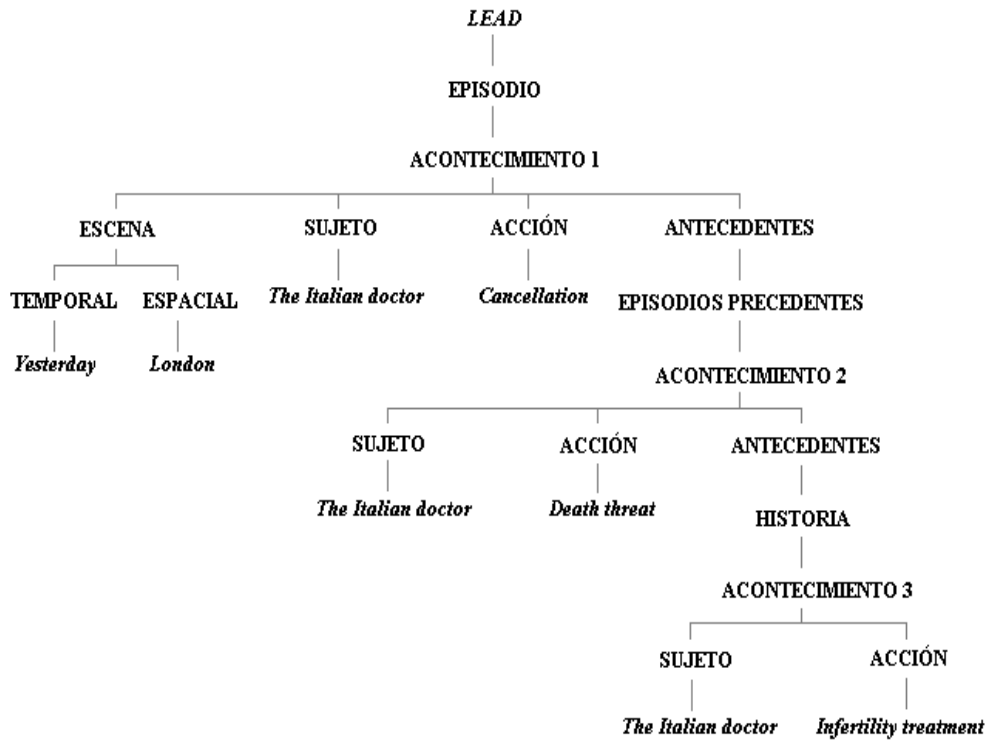 LEAD
EPISODIO
ACONTECIMIENTO 1
ESCENA
SUJETO
ACCIÓN
ANTECEDENTES
TEMPORAL
ESPACIAL
The Italian doctor
Cancellation
EPISODIOS PRECEDENTES
Yesterday
London
ACONTECIMIENTO 2
SUJETO
ACCIÓN
ANTECEDENTES
The Italian doctor
Death threat
HISTORIA
ACONTECIMIENTO 3
SUJETO
ACCIÓN
The Italian doctor
Infertility treatment